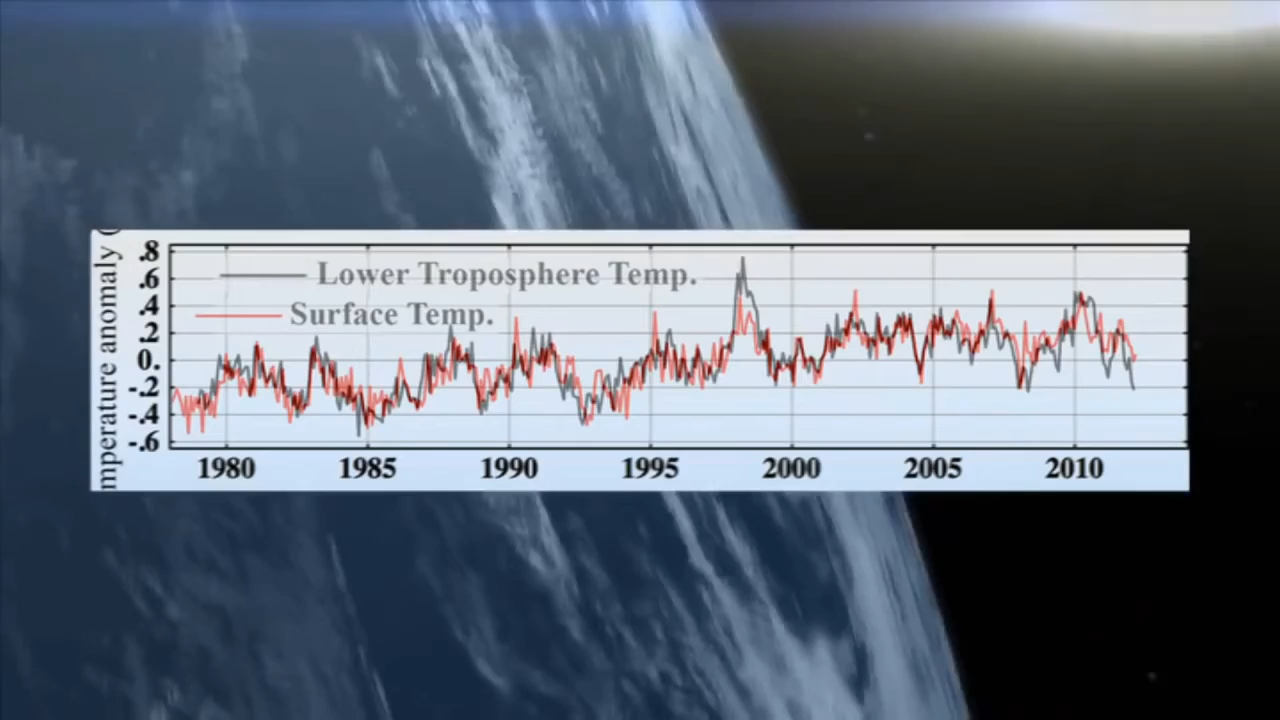 mperature anomaly (
.8
.6
.4
.2
0.
-.2
-.4
-.6
Lower Troposphere Temp.
Surface Temp.
1980 1985 1990 1995 2000 2005 2010